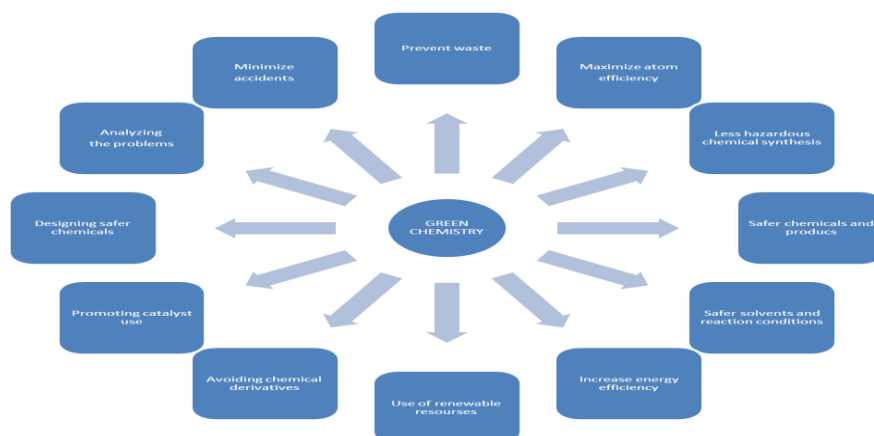 Prevent waste
Maximize atom
efficiency
Less hazardous
chemical synthesis
Safer chemicals and
producs
Safer solvents and
reaction conditions
Increase energy
efficiency
Use of renewable
resourses
Avoiding chemical
derivatives
Promoting catalyst
use
Designing safer
chemicals
Analyzing
the problems
Minimize
accidents
GREEN
CHEMISTRY